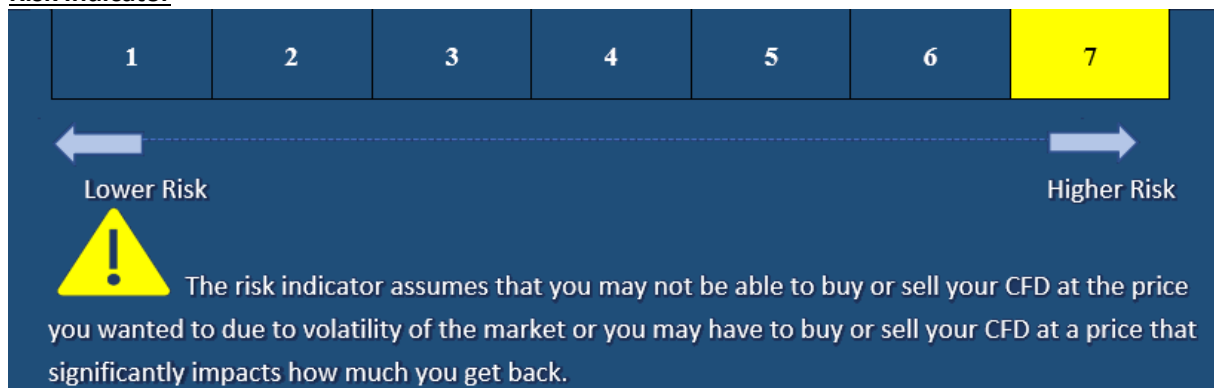 Risk Indicator
1 2 3 4 5 6 7
Lower Risk Higher Risk
! The risk indicator assumes that you may not be able to buy or sell your CFD at the price
you wanted to due to volatility of the market or you may have to buy or sell your CFD at a price that
significantly impacts how much you get back.